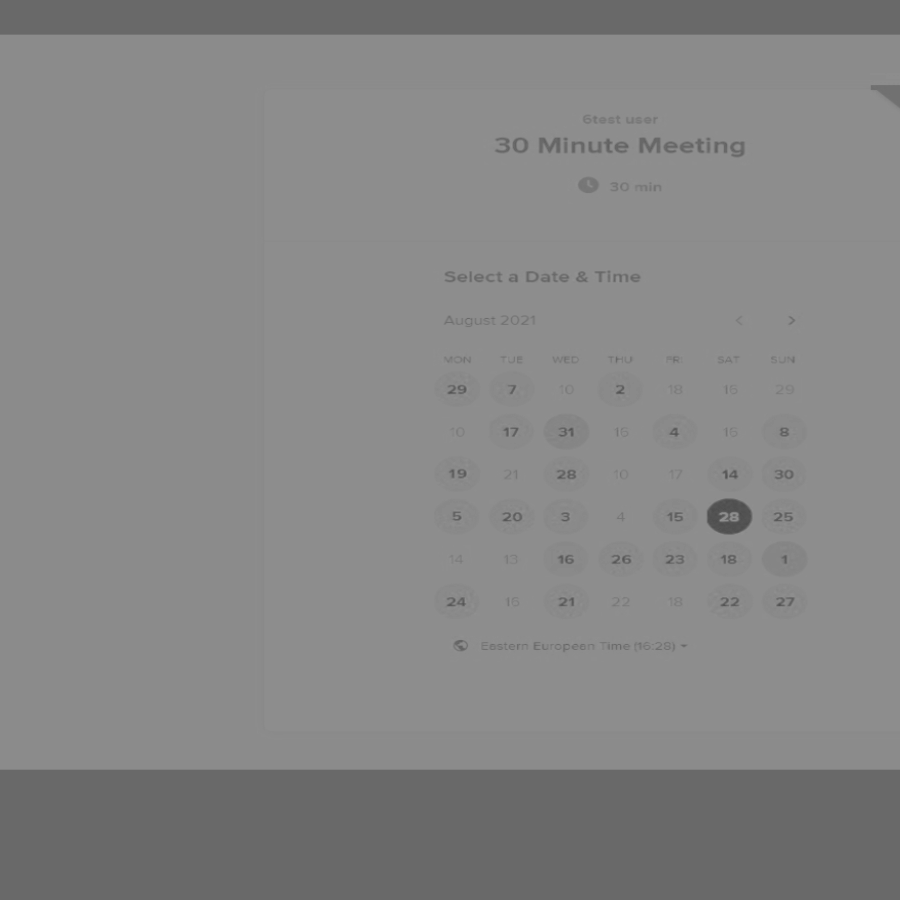 6test user
30 Minute Meeting
30 min
Select a Date & Time
August 2021
MON TUE WED THU FRI SAT SUN
29 7 10 2 18 15 29
10 17 31 15 4 15 8
19 21 28 10 17 14 30
5 20 3 4 15 28 25
14 13 16 26 23 18 1
24 15 21 22 18 22 27
Eastern European Time (16:28)